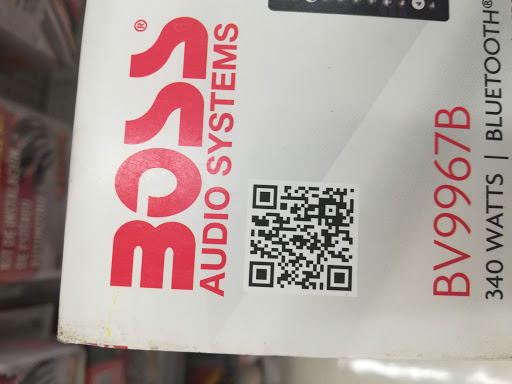 BOSS®
AUDIO SYSTEMS
BV9967B
340 WATTS | BLUETOOTH®